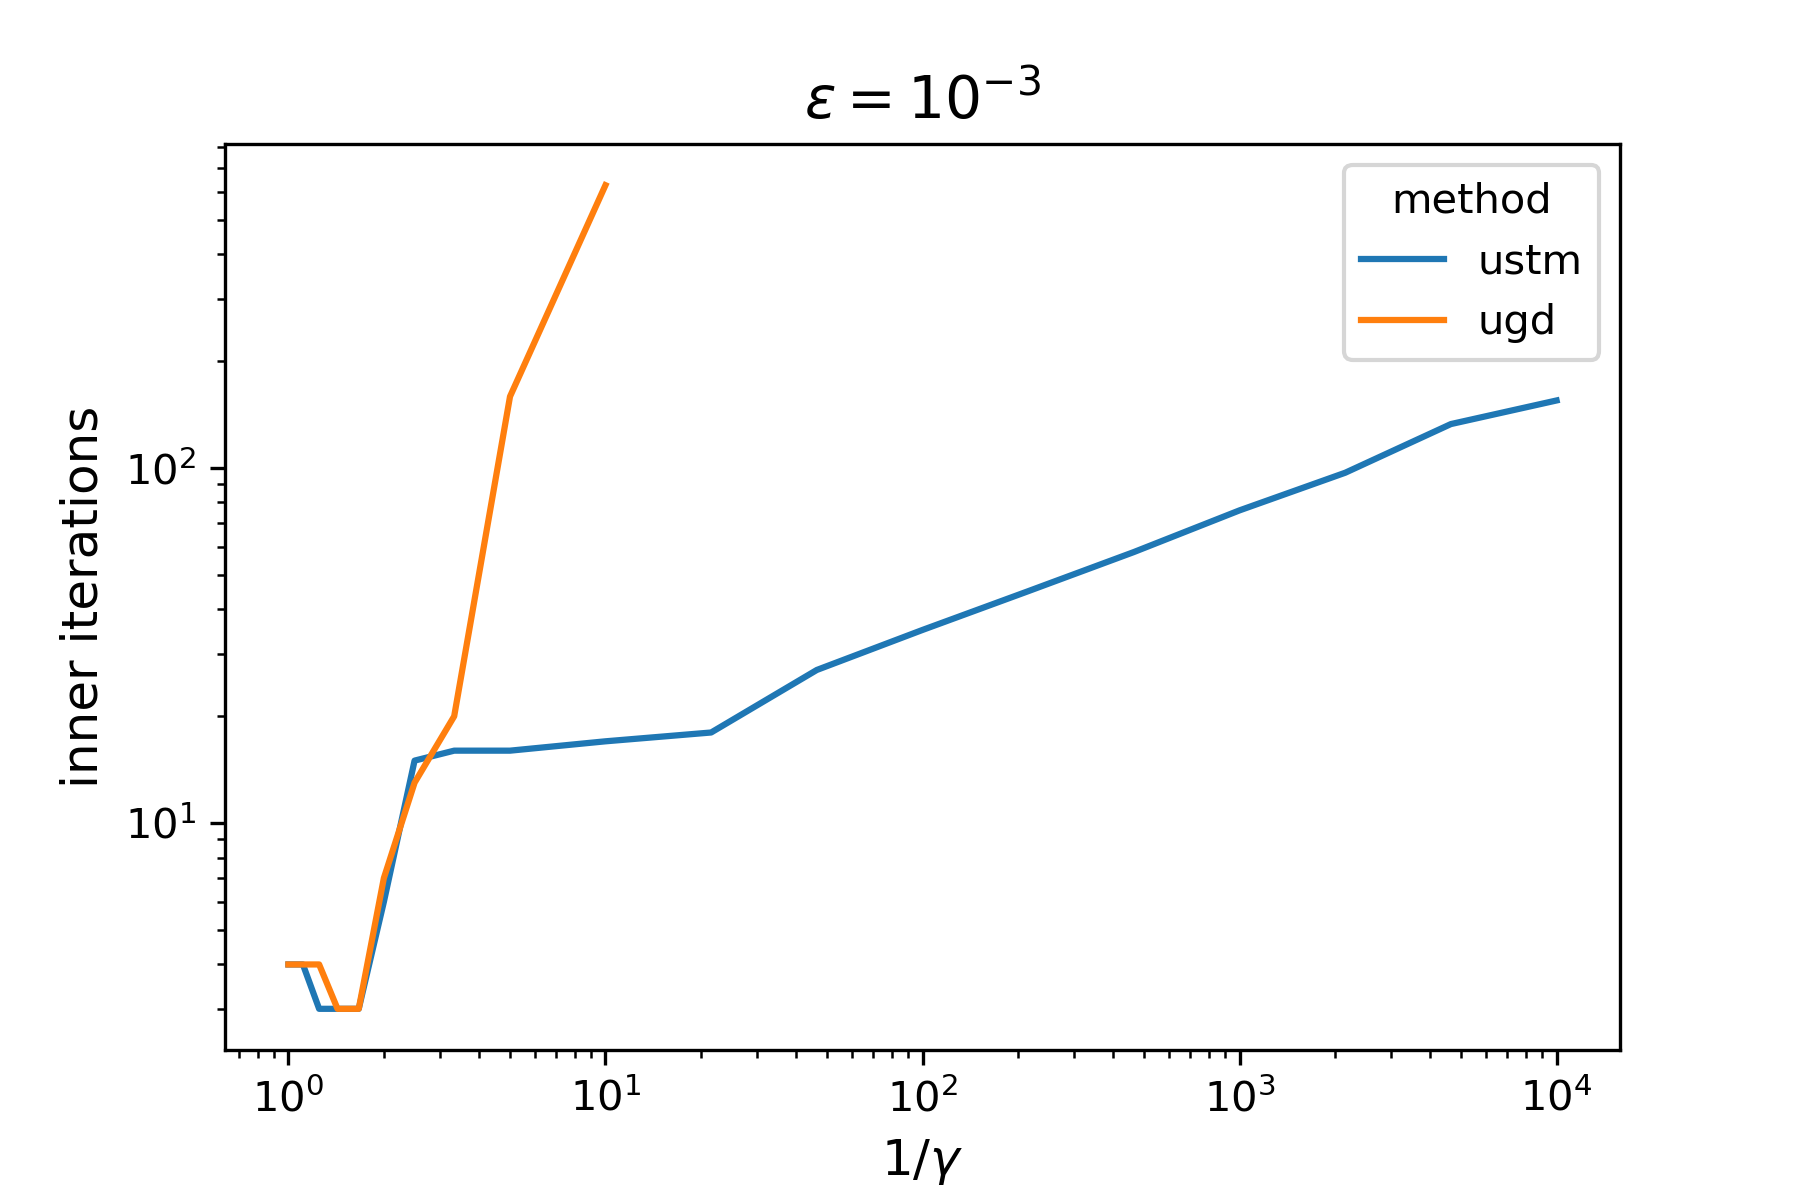 ε = 10⁻³
method
ustm
ugd
inner iterations
10²
10¹
10⁰ 10¹ 10² 10³ 10⁴
1/γ